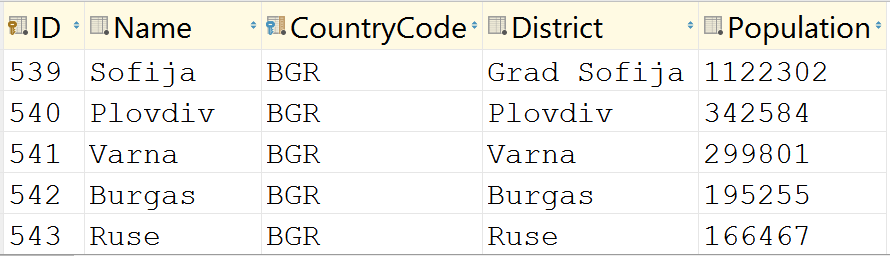 ID Name CountryCode District Population
539 Sofija BGR Grad Sofija 1122302
540 Plovdiv BGR Plovdiv 342584
541 Varna BGR Varna 299801
542 Burgas BGR Burgas 195255
543 Ruse BGR Ruse 166467